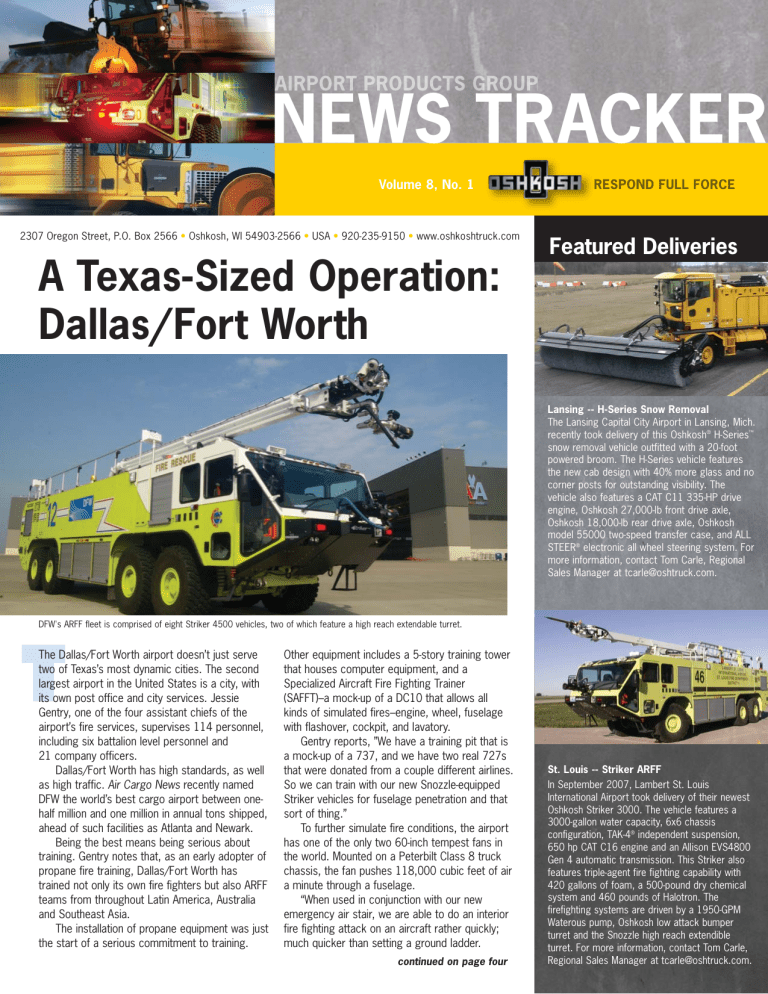 AIRPORT PRODUCTS GROUP
NEWS TRACKER
Volume 8, No. 1
OSHKOSH
RESPOND FULL FORCE
2307 Oregon Street, P.O. Box 2566 • Oshkosh, WI 54903-2566 • USA • 920-235-9150 • www.oshkoshtruck.com
A Texas-Sized Operation:
Dallas/Fort Worth
FIRE RESCUE
DFW
12
DFW's ARFF fleet is comprised of eight Striker 4500 vehicles, two of which feature a high reach extendable turret.
The Dallas/Fort Worth airport doesn't just serve
two of Texas's most dynamic cities. The second
largest airport in the United States is a city, with
its own post office and city services. Jessie
Gentry, one of the four assistant chiefs of the
airport's fire services, supervises 114 personnel,
including six battalion level personnel and
21 company officers.
Dallas/Fort Worth has high standards, as well
as high traffic. Air Cargo News recently named
DFW the world's best cargo airport between one-
half million and one million in annual tons shipped,
ahead of such facilities as Atlanta and Newark.
Being the best means being serious about
training. Gentry notes that, as an early adopter of
propane fire training, Dallas/Fort Worth has
trained not only its own fire fighters but also ARFF
teams from throughout Latin America, Australia
and Southeast Asia.
The installation of propane equipment was just
the start of a serious commitment to training.
Other equipment includes a 5-story training tower
that houses computer equipment, and a
Specialized Aircraft Fire Fighting Trainer
(SAFFT)–a mock-up of a DC10 that allows all
kinds of simulated fires–engine, wheel, fuselage
with flashover, cockpit, and lavatory.
Gentry reports, "We have a training pit that is
a mock-up of a 737, and we have two real 727s
that were donated from a couple different airlines.
So we can train with our new Snozzle-equipped
Striker vehicles for fuselage penetration and that
sort of thing."
To further simulate fire conditions, the airport
has one of the only two 60-inch tempest fans in
the world. Mounted on a Peterbilt Class 8 truck
chassis, the fan pushes 118,000 cubic feet of air
a minute through a fuselage.
“When used in conjunction with our new
emergency air stair, we are able to do an interior
fire fighting attack on an aircraft rather quickly;
much quicker than setting a ground ladder.
continued on page four
Featured Deliveries
Lansing -- H-Series Snow Removal
The Lansing Capital City Airport in Lansing, Mich.
recently took delivery of this Oshkosh® H-Series™
snow removal vehicle outfitted with a 20-foot
powered broom. The H-Series vehicle features
the new cab design with 40% more glass and no
corner posts for outstanding visibility. The
vehicle also features a CAT C11 335-HP drive
engine, Oshkosh 27,000-lb front drive axle,
Oshkosh 18,000-lb rear drive axle, Oshkosh
model 55000 two-speed transfer case, and ALL
STEER® electronic all wheel steering system. For
more information, contact Tom Carle, Regional
Sales Manager at tcarle@oshtruck.com.
46
St. Louis -- Striker ARFF
In September 2007, Lambert St. Louis
International Airport took delivery of their newest
Oshkosh Striker 3000. The vehicle features a
3000-gallon water capacity, 6x6 chassis
configuration, TAK-4® independent suspension,
650 hp CAT C16 engine and an Allison EVS4800
Gen 4 automatic transmission. This Striker also
features triple-agent fire fighting capability with
420 gallons of foam, a 500-pound dry chemical
system and 460 pounds of Halotron. The
firefighting systems are driven by a 1950-GPM
Waterous pump, Oshkosh low attack bumper
turret and the Snozzle high reach extendible
turret. For more information, contact Tom Carle,
Regional Sales Manager at tcarle@oshtruck.com.